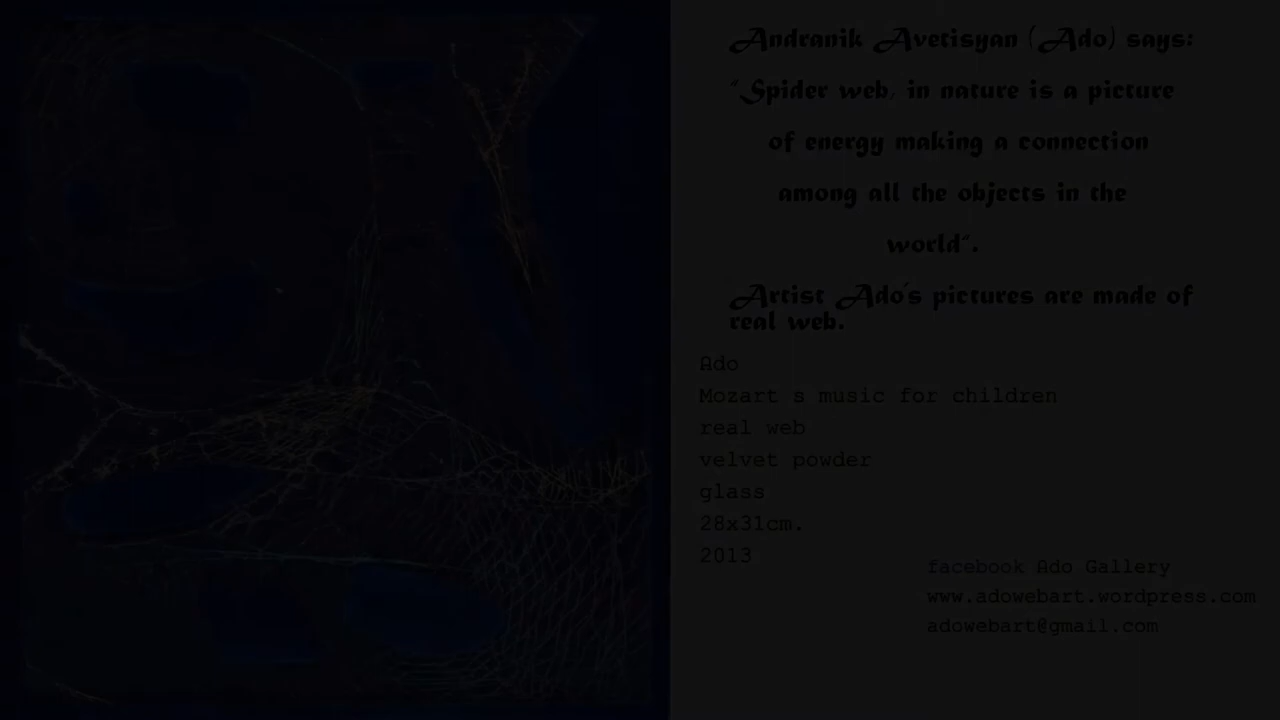 Andranik Avetisyan (Ado) says:
"Spider web, in nature is a picture
of energy making a connection
among all the objects in the
world".
Artist Ado's pictures are made of
real web.
Ado
Mozart s music for children
real web
velvet powder
glass
28x31cm.
2013
facebook Ado Gallery
www.adowebart.wordpress.com
adowebart@gmail.com